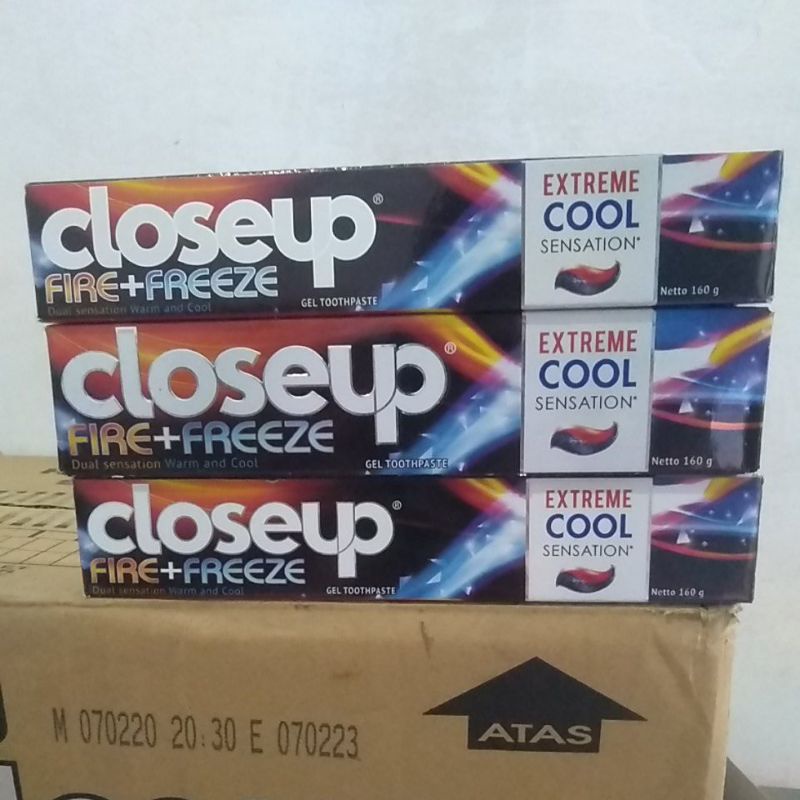 closeup®
FIRE+FREEZE
Dual sensation Warm and Cool
GEL TOOTHPASTE
EXTREME
COOL
SENSATION*
Netto 160 g
closeup®
FIRE+FREEZE
Dual sensation Warm and Cool
GEL TOOTHPASTE
EXTREME
COOL
SENSATION*
Netto 160 g
closeup®
FIRE+FREEZE
Dual sensation Warm and Cool
GEL TOOTHPASTE
EXTREME
COOL
SENSATION*
Netto 160 g
M 070220 20:30 E 070223
ATAS